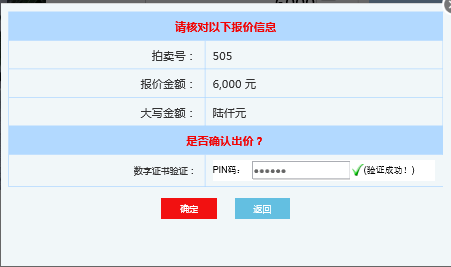 请核对以下报价信息
拍卖号： 505
报价金额： 6,000 元
大写金额： 陆仟元
是否确认出价？
数字证书验证： PIN码： ●●●●●● (验证成功！)
确定 返回